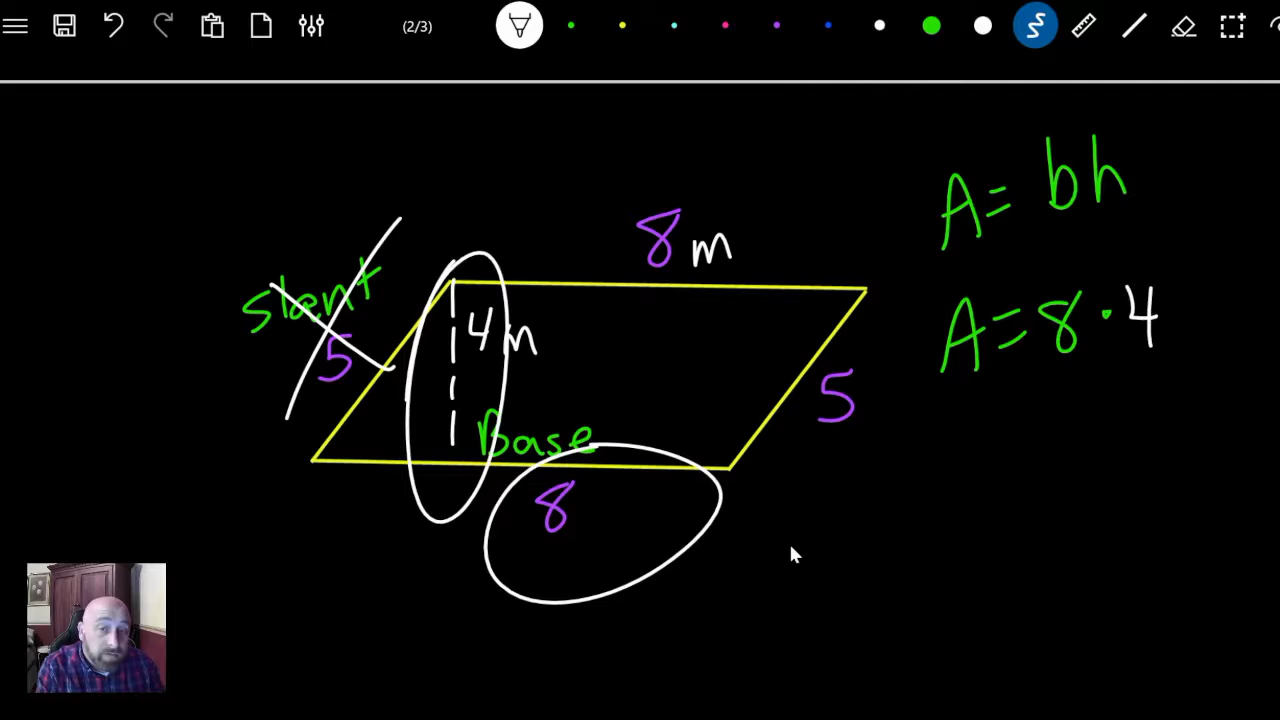 (2/3)
A = bh
8 m
slant
5
4 m
A = 8 · 4
5
Base
8